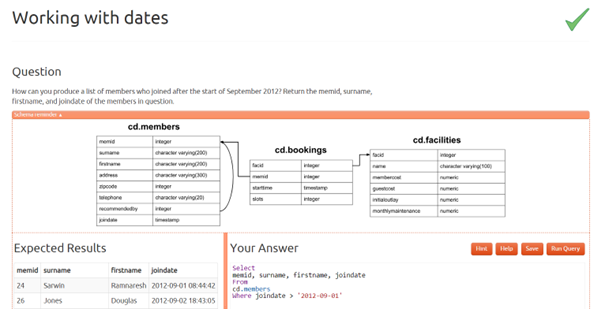 Working with dates
Question
How can you produce a list of members who joined after the start of September 2012? Return the memid, surname,
firstname, and joindate of the members in question.
Schema reminder ▲
cd.members
memid integer
surname character varying(200)
firstname character varying(200)
address character varying(300)
zipcode integer
telephone character varying(20)
recommendedby integer
joindate timestamp
cd.bookings
facid integer
memid integer
starttime timestamp
slots integer
cd.facilities
facid integer
name character varying(100)
membercost numeric
guestcost numeric
initialoutlay numeric
monthlymaintenance numeric
Expected Results
memid surname firstname joindate
24 Sarwin Ramnaresh 2012-09-01 08:44:42
26 Jones Douglas 2012-09-02 18:43:05
Your Answer
Hint Help Save Run Query
Select
memid, surname, firstname, joindate
From
cd.members
Where joindate > '2012-09-01'